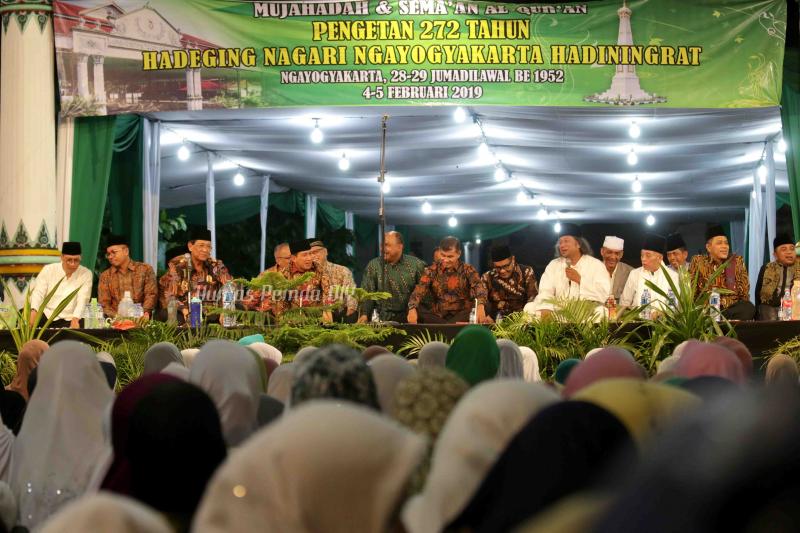 MUJAHADAH & SEMA'AN AL QUR'AN
PENGETAN 272 TAHUN
HADEGING NAGARI NGAYOGYAKARTA HADININGRAT
NGAYOGYAKARTA, 28-29 JUMADILAWAL BE 1952
4-5 FEBRUARI 2019
Humas Pemda DIY